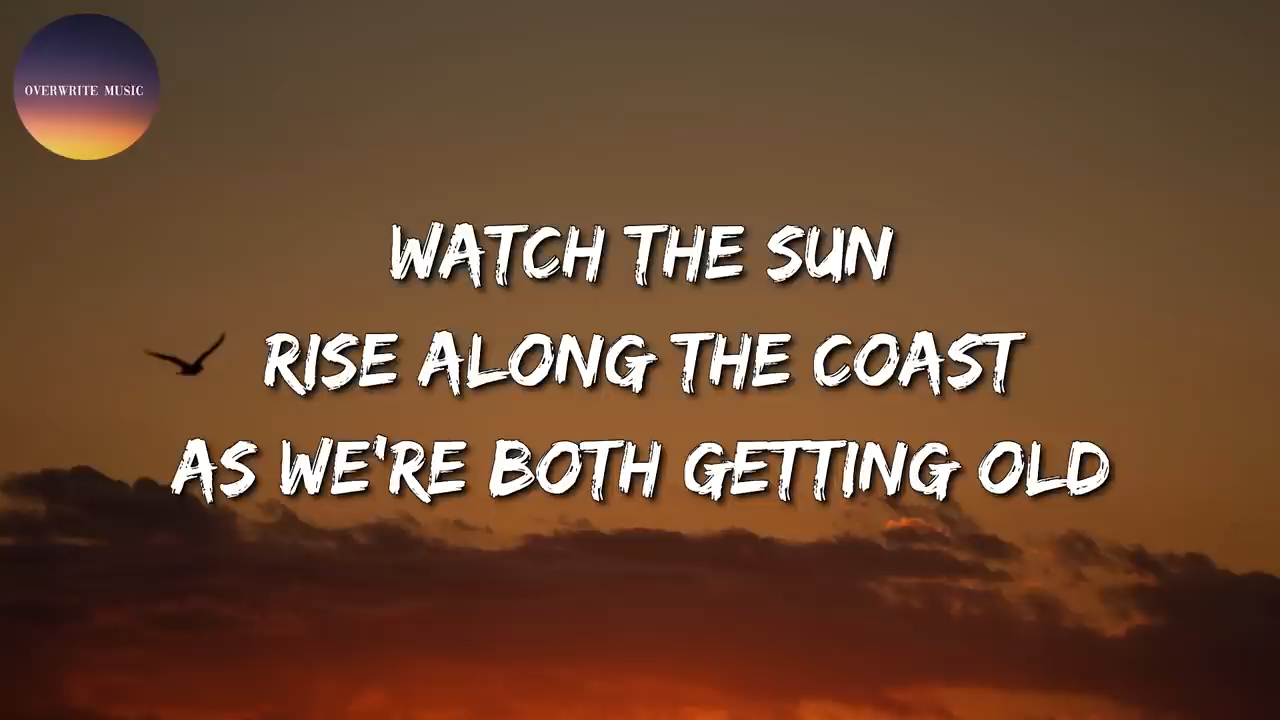 OVERWRITE MUSIC
WATCH THE SUN
RISE ALONG THE COAST
AS WE'RE BOTH GETTING OLD